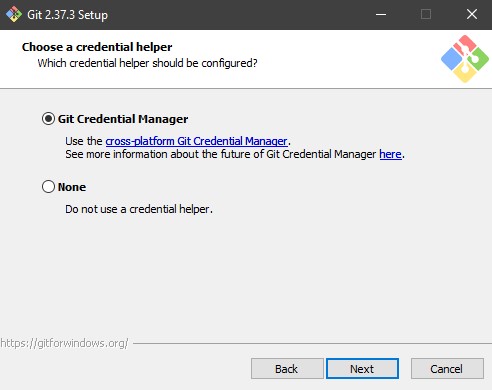 Git 2.37.3 Setup
Choose a credential helper
Which credential helper should be configured?
Git Credential Manager
Use the cross-platform Git Credential Manager.
See more information about the future of Git Credential Manager here.
None
Do not use a credential helper.
https://gitforwindows.org/
Back Next Cancel